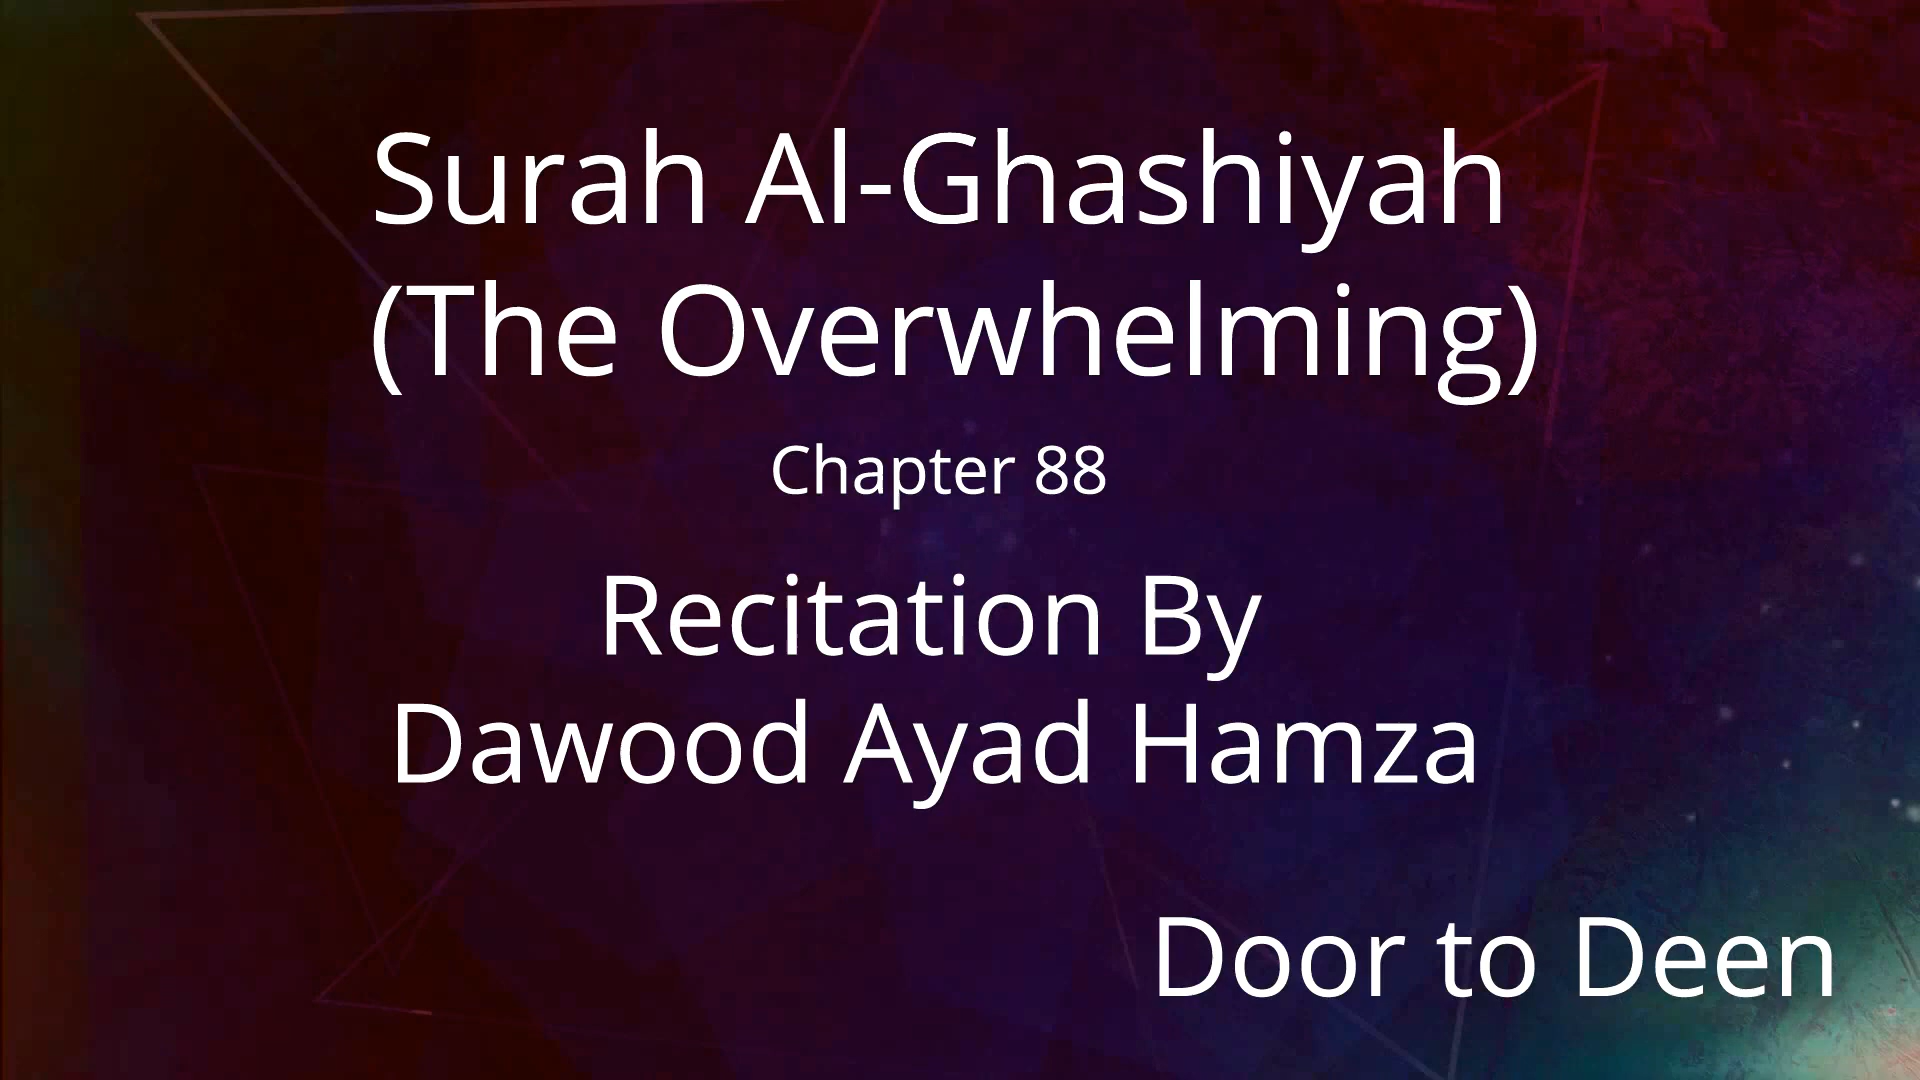 Surah Al-Ghashiyah
(The Overwhelming)
Chapter 88
Recitation By
Dawood Ayad Hamza
Door to Deen